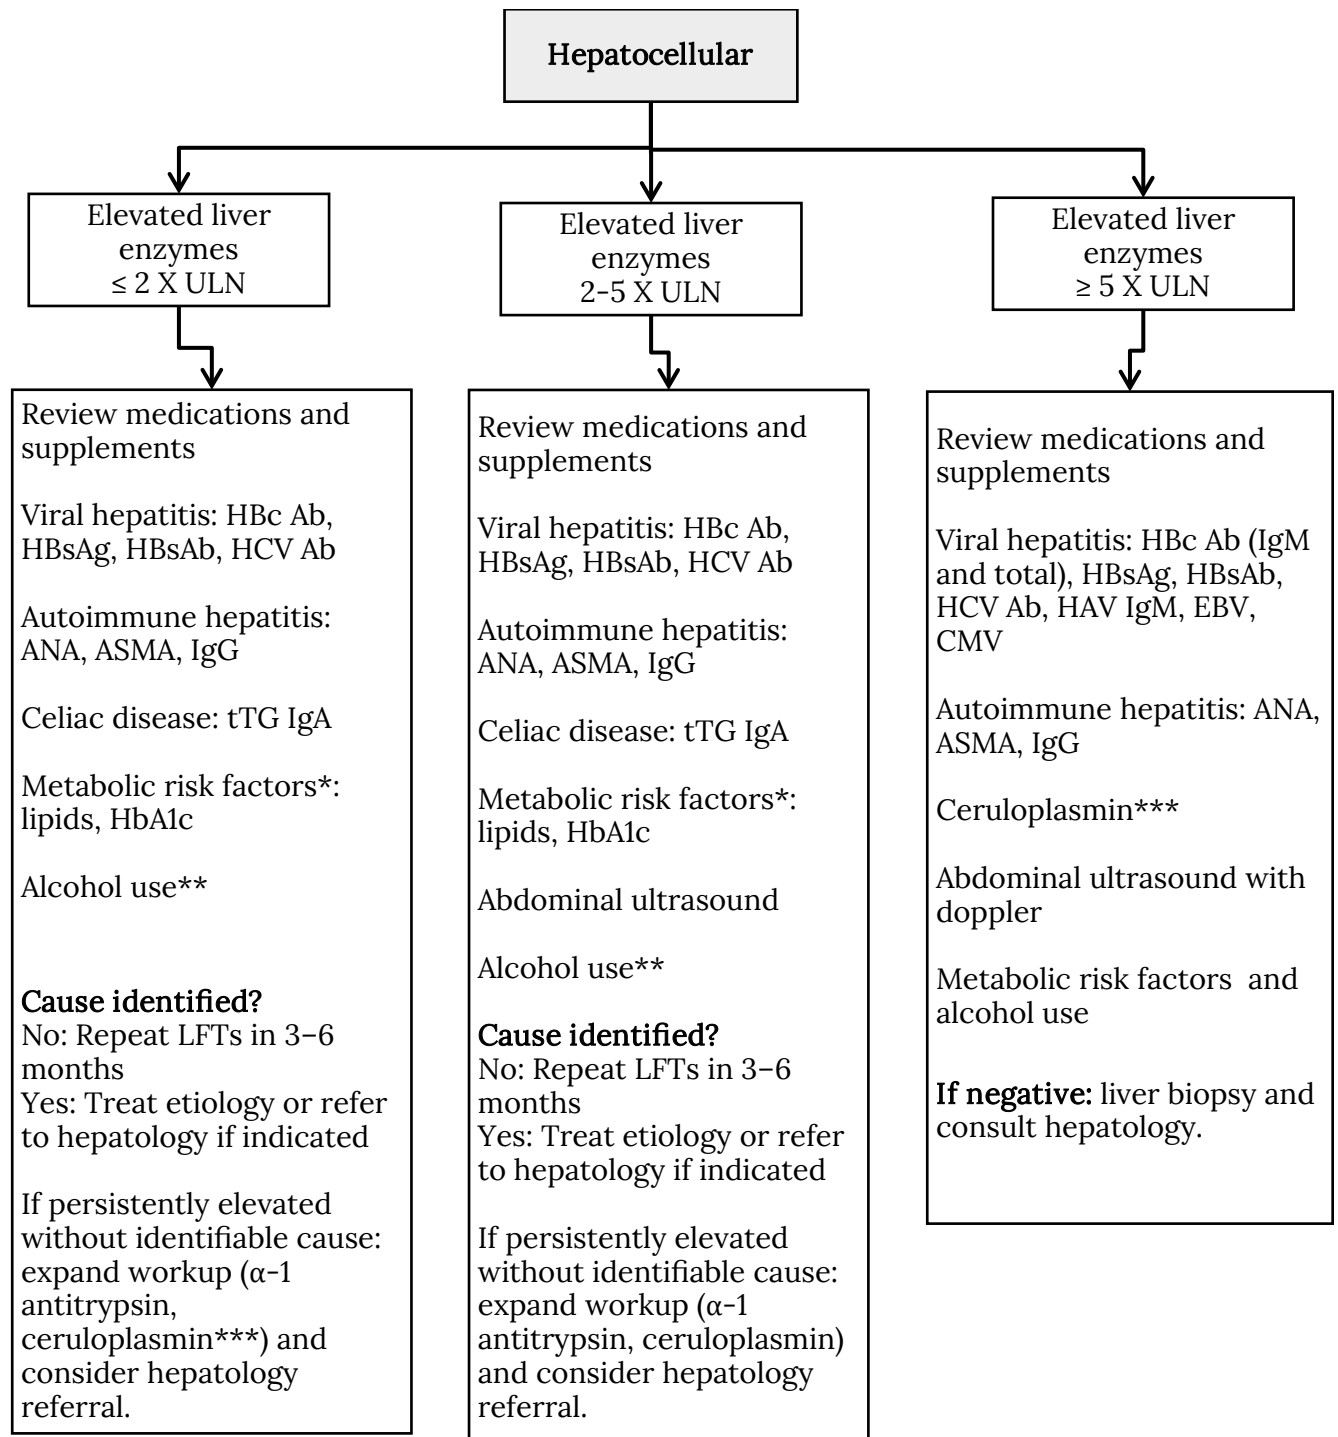 Hepatocellular
Elevated liver
enzymes
≤ 2 X ULN
Elevated liver
enzymes
2-5 X ULN
Elevated liver
enzymes
≥ 5 X ULN
Review medications and
supplements
Viral hepatitis: HBc Ab,
HBsAg, HBsAb, HCV Ab
Autoimmune hepatitis:
ANA, ASMA, IgG
Celiac disease: tTG IgA
Metabolic risk factors*:
lipids, HbA1c
Alcohol use**
Cause identified?
No: Repeat LFTs in 3–6
months
Yes: Treat etiology or refer
to hepatology if indicated
If persistently elevated
without identifiable cause:
expand workup (α-1
antitrypsin,
ceruloplasmin***) and
consider hepatology
referral.
Review medications and
supplements
Viral hepatitis: HBc Ab,
HBsAg, HBsAb, HCV Ab
Autoimmune hepatitis:
ANA, ASMA, IgG
Celiac disease: tTG IgA
Metabolic risk factors*:
lipids, HbA1c
Abdominal ultrasound
Alcohol use**
Cause identified?
No: Repeat LFTs in 3–6
months
Yes: Treat etiology or refer
to hepatology if indicated
If persistently elevated
without identifiable cause:
expand workup (α-1
antitrypsin, ceruloplasmin)
and consider hepatology
referral.
Review medications and
supplements
Viral hepatitis: HBc Ab (IgM
and total), HBsAg, HBsAb,
HCV Ab, HAV IgM, EBV,
CMV
Autoimmune hepatitis: ANA,
ASMA, IgG
Ceruloplasmin***
Abdominal ultrasound with
doppler
Metabolic risk factors  and
alcohol use
If negative: liver biopsy and
consult hepatology.